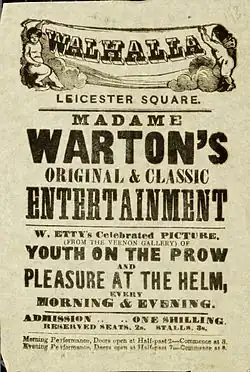 WALHALLA
LEICESTER SQUARE.
MADAME
WARTON'S
ORIGINAL & CLASSIC
ENTERTAINMENT
W. ETTY's Celebrated PICTURE,
(FROM THE VERNON GALLERY) OF
YOUTH ON THE PROW
AND
PLEASURE AT THE HELM,
EVERY
MORNING & EVENING.
ADMISSION .. .. ONE SHILLING.
RESERVED SEATS, 2s. STALLS, 3s.
Morning Performance, Doors open at Half-past 2—Commence at 3.
Evening Performance, Doors open at Half-past 7—Commence at 8.